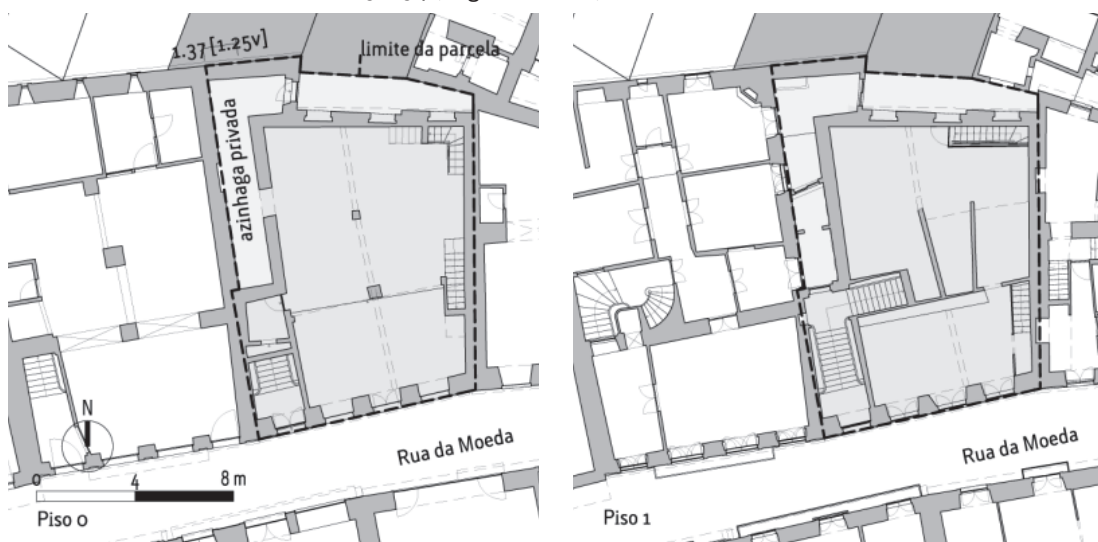 1.37 [1.25v]
limite da parcela
azinhaga privada
Rua da Moeda
N
0 4 8 m
Piso 0
Rua da Moeda
Piso 1